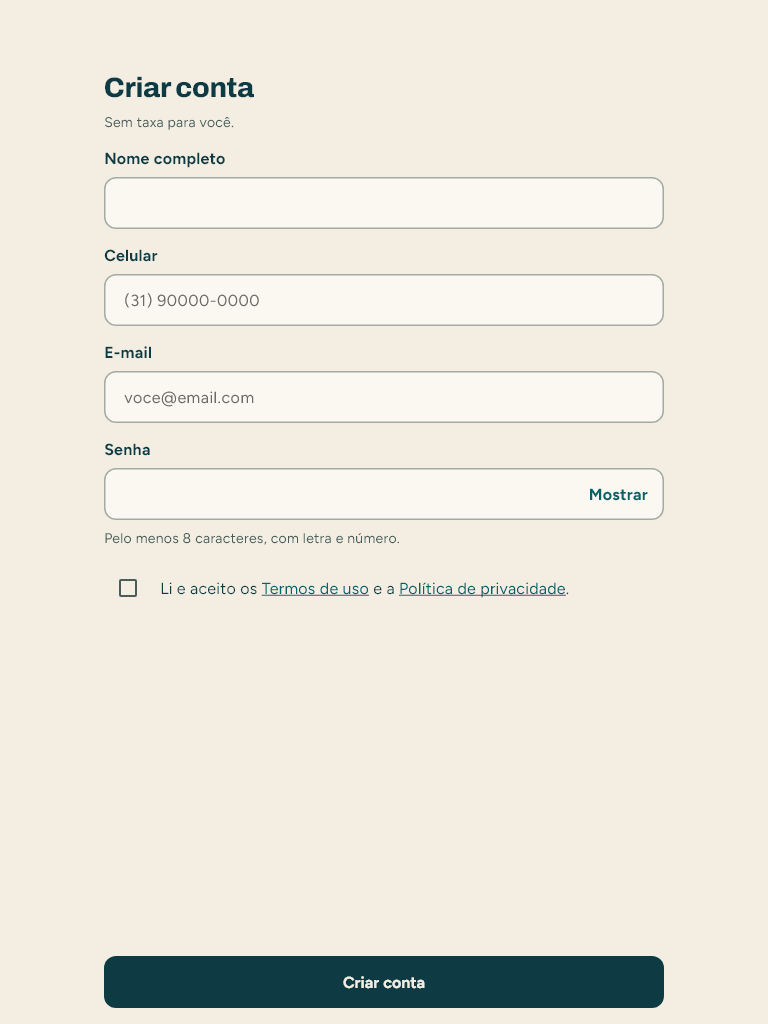 Criar conta
Sem taxa para você.
Nome completo
Celular
(31) 90000-0000
E-mail
voce@email.com
Senha
Mostrar
Pelo menos 8 caracteres, com letra e número.
Li e aceito os Termos de uso e a Política de privacidade.
Criar conta